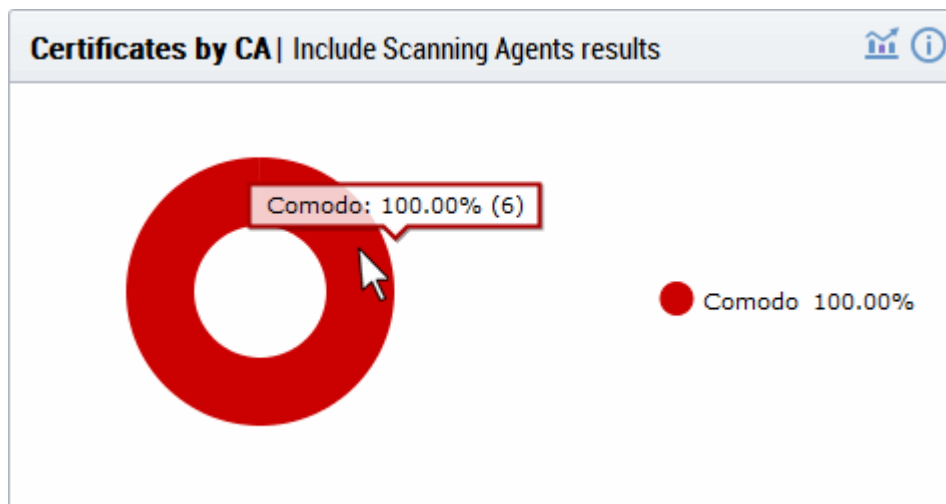 Certificates by CA | Include Scanning Agents results
Comodo: 100.00% (6)
Comodo 100.00%